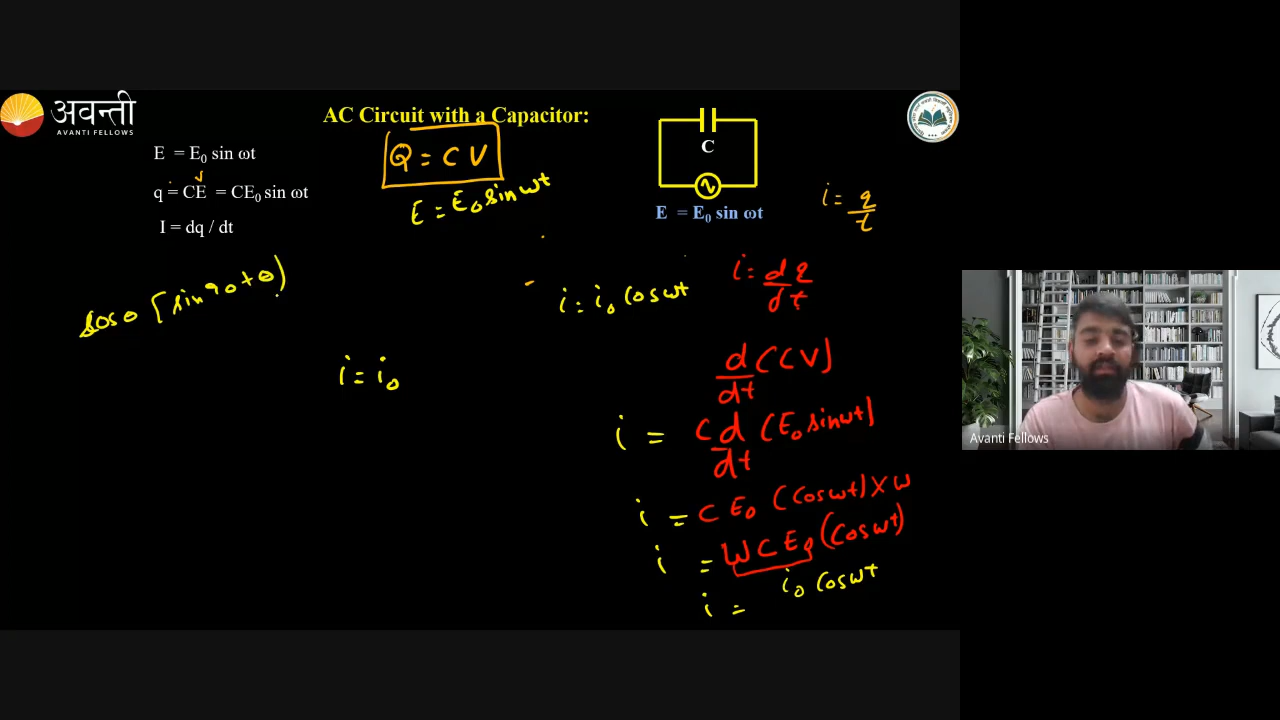 अवन्ती
AVANTI FELLOWS
AC Circuit with a Capacitor:
E = E₀ sin ωt
q = CE = CE₀ sin ωt
I = dq / dt
Q = CV
E = E₀ sin ωt
C
E = E₀ sin ωt
i = q/t
cosθ [sin 90 + θ)
i = i₀
i = i₀ cos ωt
i = dq/dt
d/dt (CV)
i = C d/dt (E₀ sin ωt)
i = C E₀ (cos ωt) × ω
i = ω C E₀ (cos ωt)
i = i₀ cos ωt
Avanti Fellows